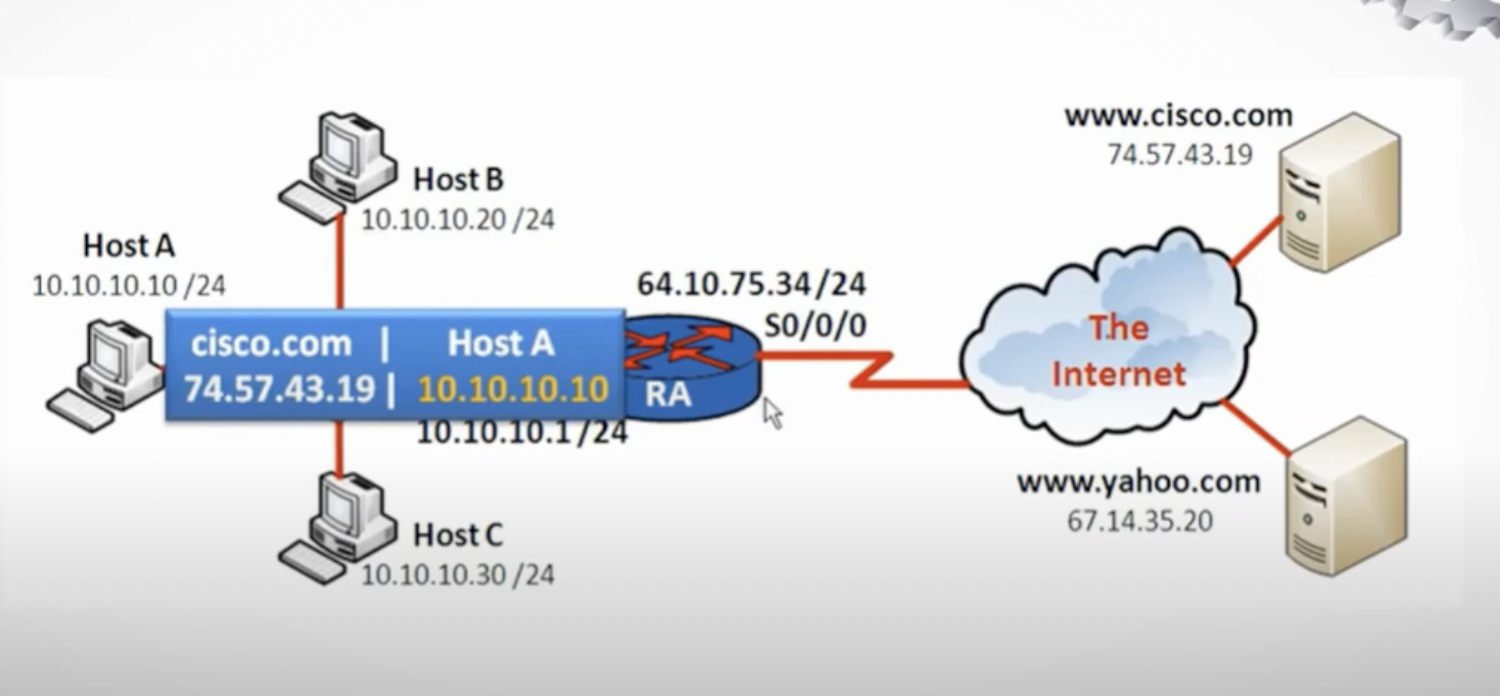 Host B
10.10.10.20 /24
Host A
10.10.10.10 /24
cisco.com | Host A
74.57.43.19 | 10.10.10.10
10.10.10.1 /24
RA
64.10.75.34 /24
S0/0/0
Host C
10.10.10.30 /24
The
Internet
www.cisco.com
74.57.43.19
www.yahoo.com
67.14.35.20